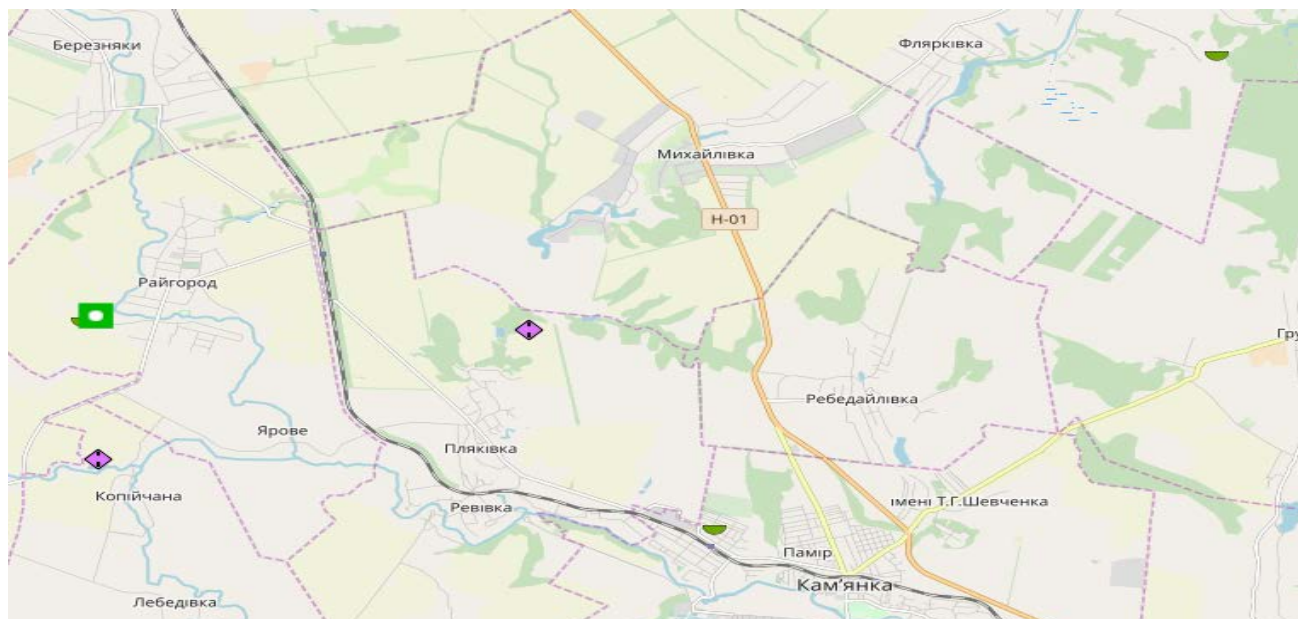 Березняки
Флярківка
Михайлівка
Н-01
Райгород
Гру
Ребедайлівка
Ярове
Пляківка
Копійчана
імені Т.Г.Шевченка
Ревівка
Памір
Кам'янка
Лебедівка